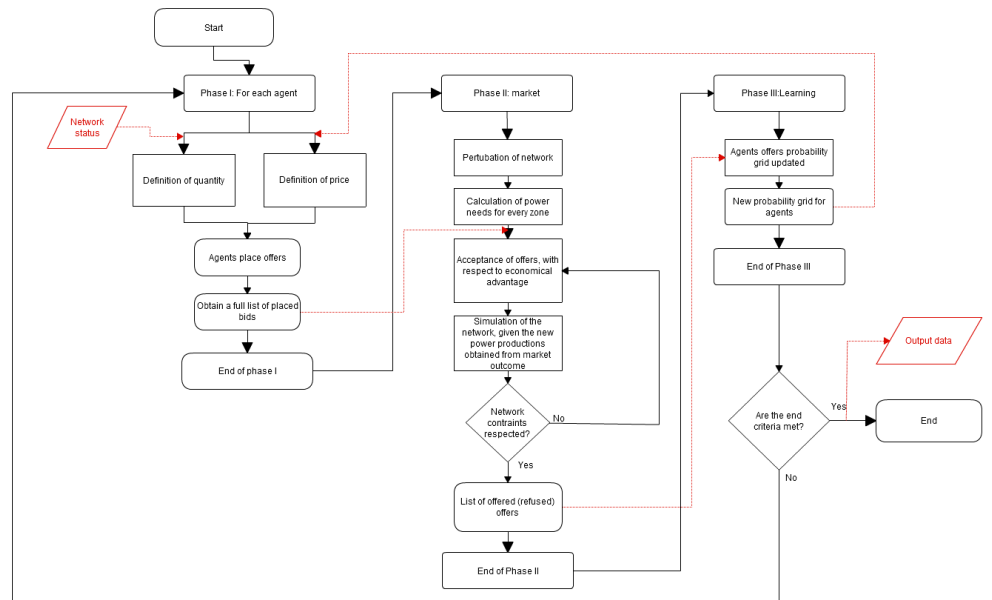 Start
Phase I: For each agent
Network
status
Definition of quantity
Definition of price
Agents place offers
Obtain a full list of placed
bids
End of phase I
Phase II: market
Pertubation of network
Calculation of power
needs for every zone
Acceptance of offers, with
respect to economical
advantage
Simulation of the
network, given the new
power productions
obtained from market
outcome
Network
contraints
respected?
No
Yes
List of offered (refused)
offers
End of Phase II
Phase III:Learning
Agents offers probability
grid updated
New probability grid for
agents
End of Phase III
Are the end
criteria met?
Yes
No
Output data
End